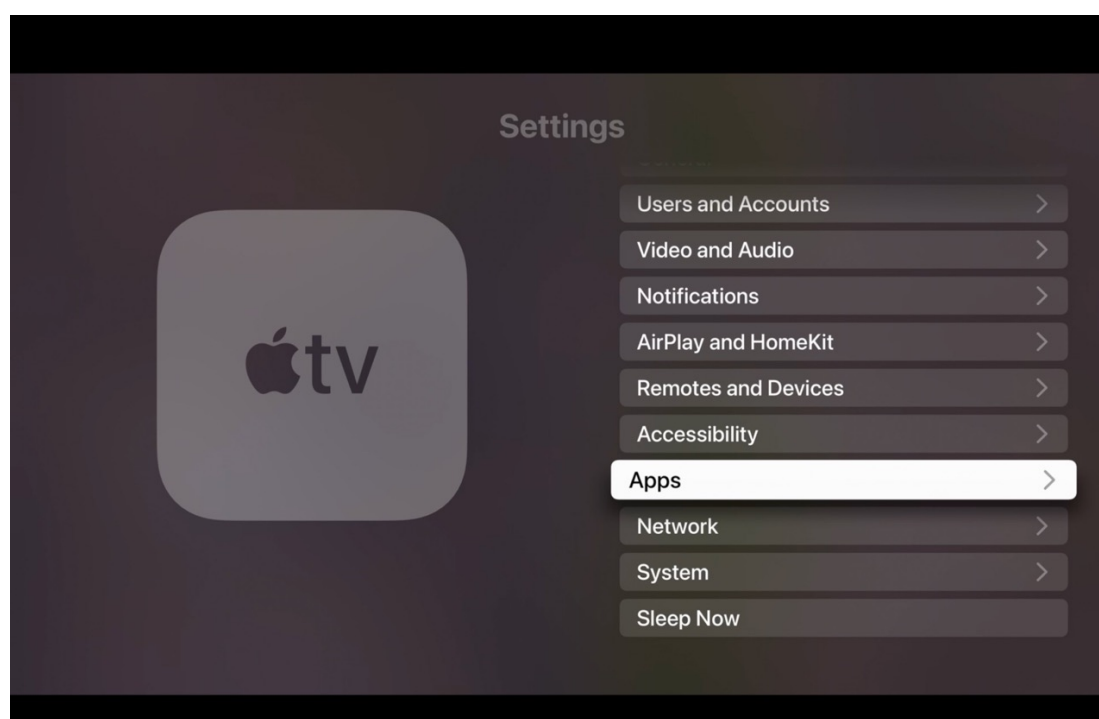 Settings
Users and Accounts
Video and Audio
Notifications
AirPlay and HomeKit
tv
Remotes and Devices
Accessibility
Apps
Network
System
Sleep Now